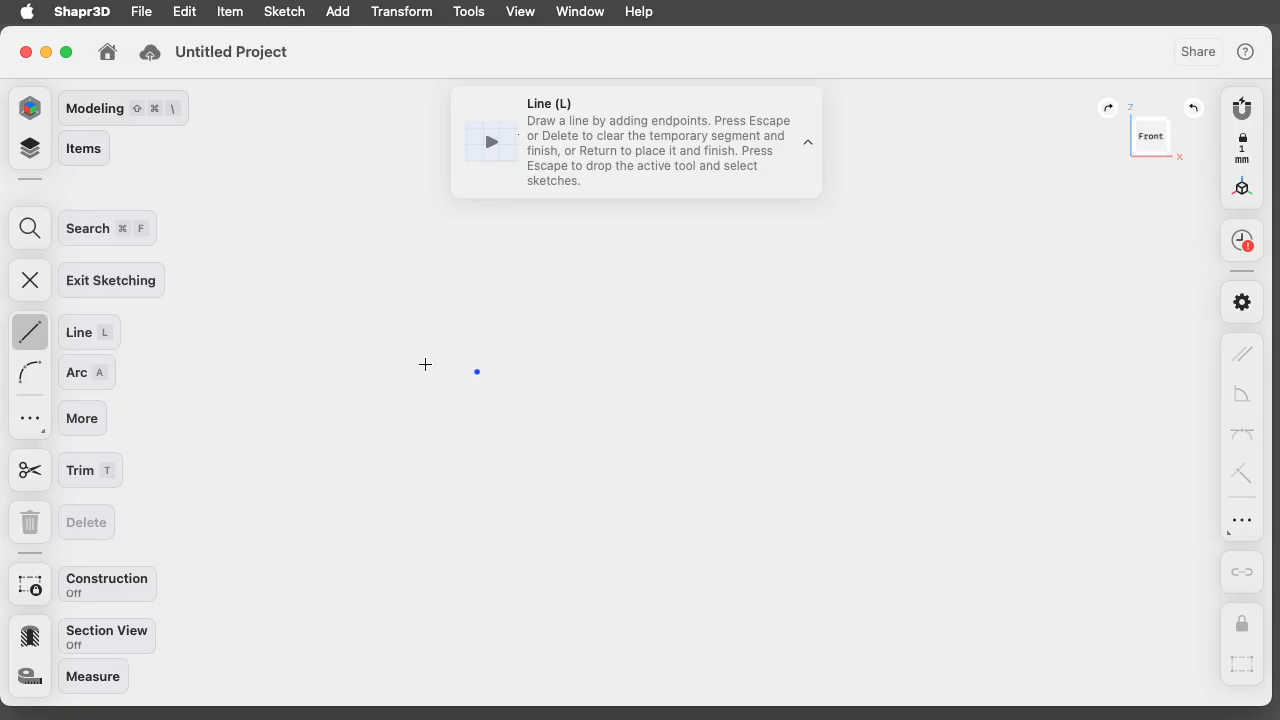 Shapr3D File Edit Item Sketch Add Transform Tools View Window Help
Untitled Project
Share
Modeling ⇧ ⌘ \
Items
Search ⌘ F
Exit Sketching
Line L
Arc A
More
Trim T
Delete
Construction
Off
Section View
Off
Measure
Line (L)
Draw a line by adding endpoints. Press Escape
or Delete to clear the temporary segment and
finish, or Return to place it and finish. Press
Escape to drop the active tool and select
sketches.
Z
Front
X
1
mm